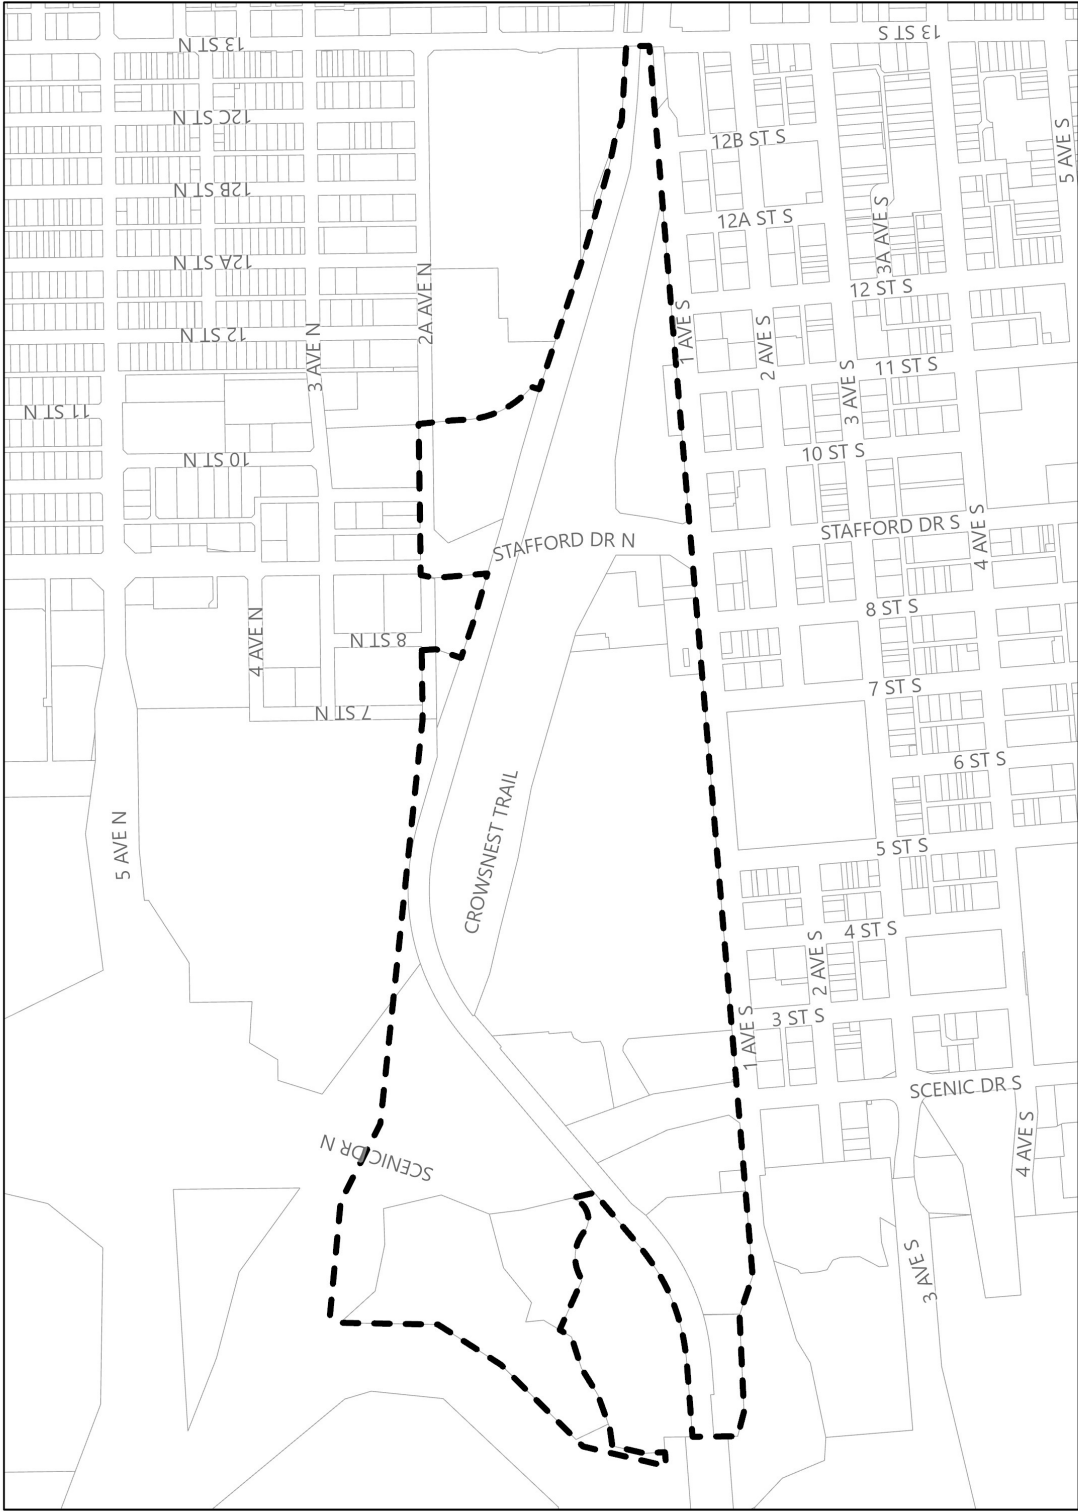 13 ST N
13 ST S
12C ST N
5 AVE S
12B ST S
12B ST N
12A ST S
3A AVE S
12A ST N
12 ST S
2A AVE N
1 AVE S
12 ST N
3 AVE N
2 AVE S
11 ST S
3 AVE S
11 ST N
10 ST S
10 ST N
STAFFORD DR S
4 AVE S
STAFFORD DR N
8 ST S
4 AVE N
8 ST N
7 ST S
7 ST N
6 ST S
5 AVE N
CROWSNEST TRAIL
5 ST S
4 ST S
2 AVE S
3 ST S
1 AVE S
SCENIC DR S
4 AVE S
SCENIC DR N
3 AVE S